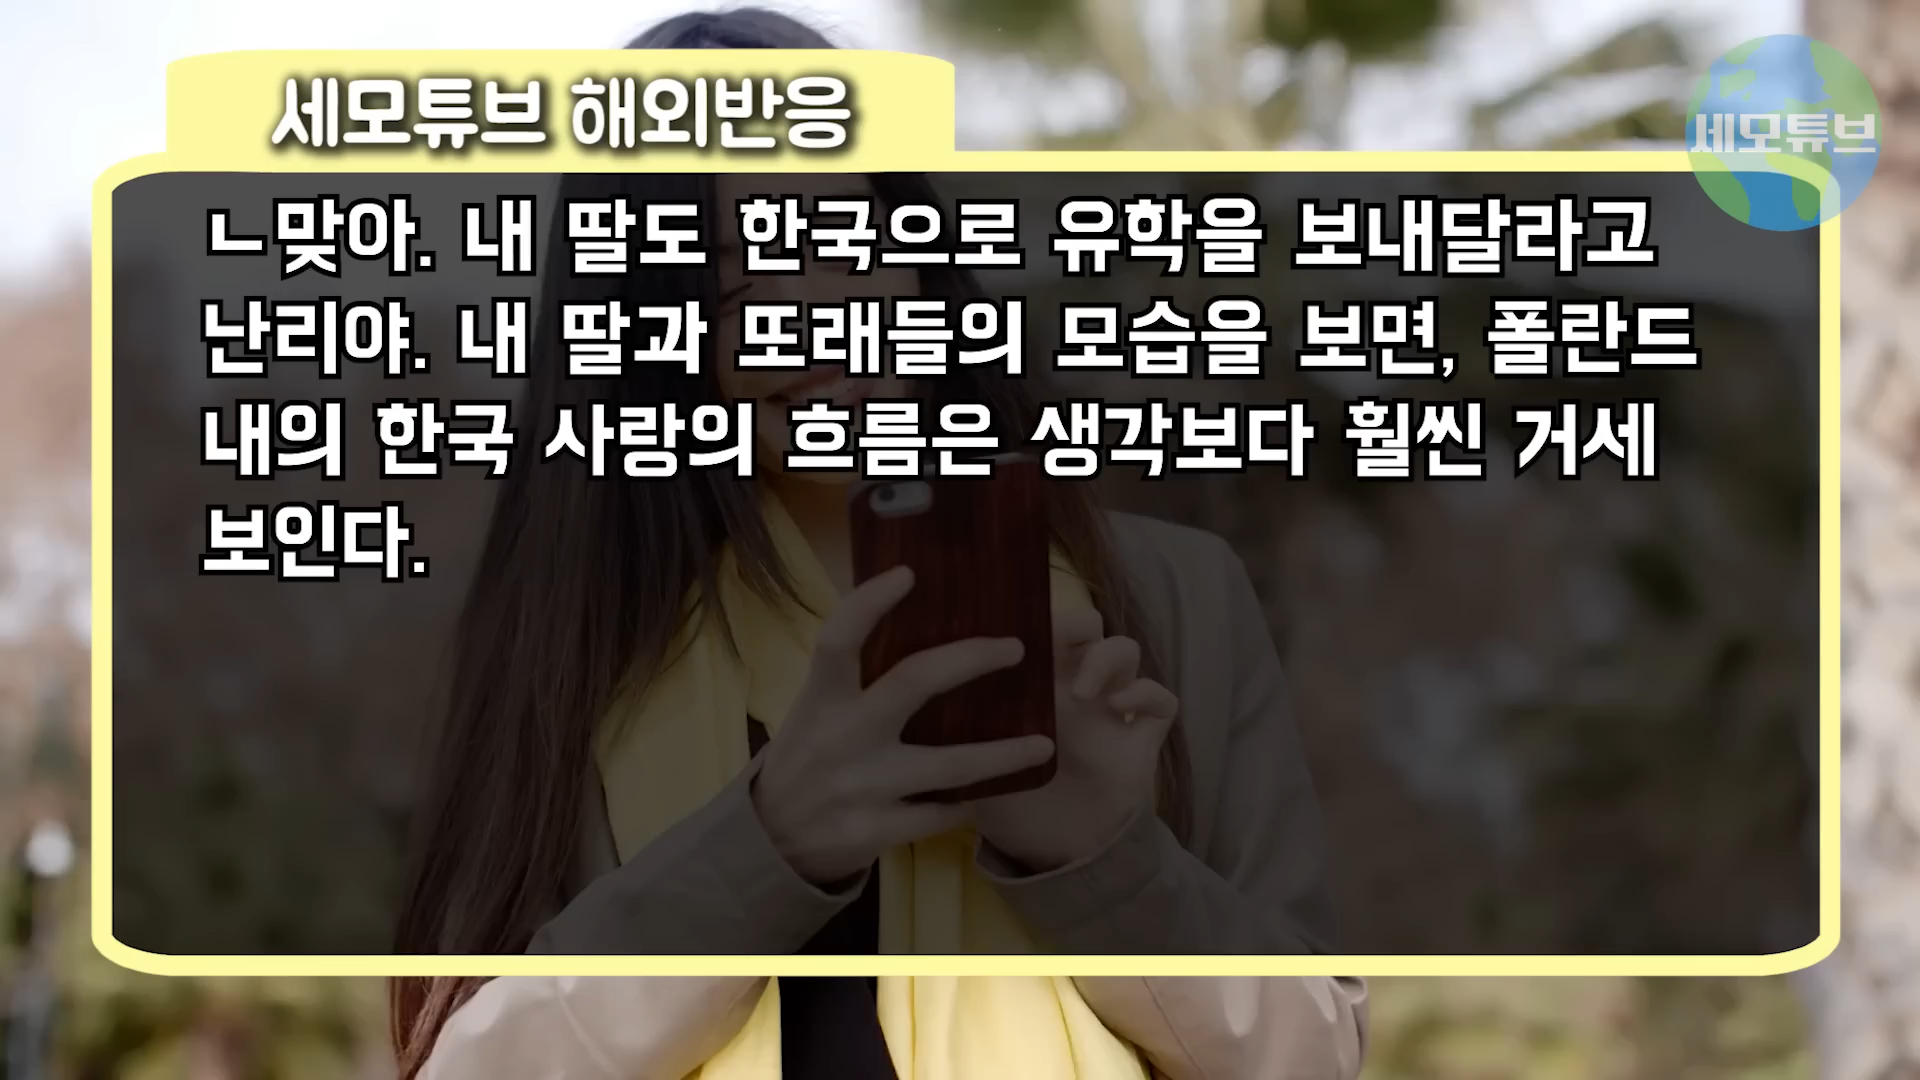 세모튜브 해외반응
세모튜브
ㄴ맞아. 내 딸도 한국으로 유학을 보내달라고
난리야. 내 딸과 또래들의 모습을 보면, 폴란드
내의 한국 사랑의 흐름은 생각보다 훨씬 거세
보인다.